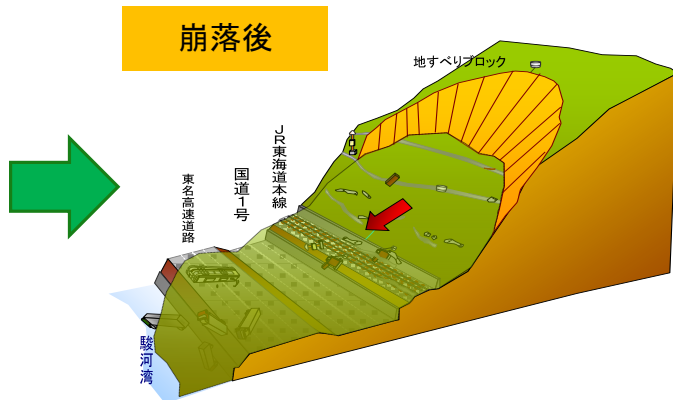 崩落後
地すべりブロック
JR東海道本線
国道1号
東名高速道路
駿河湾